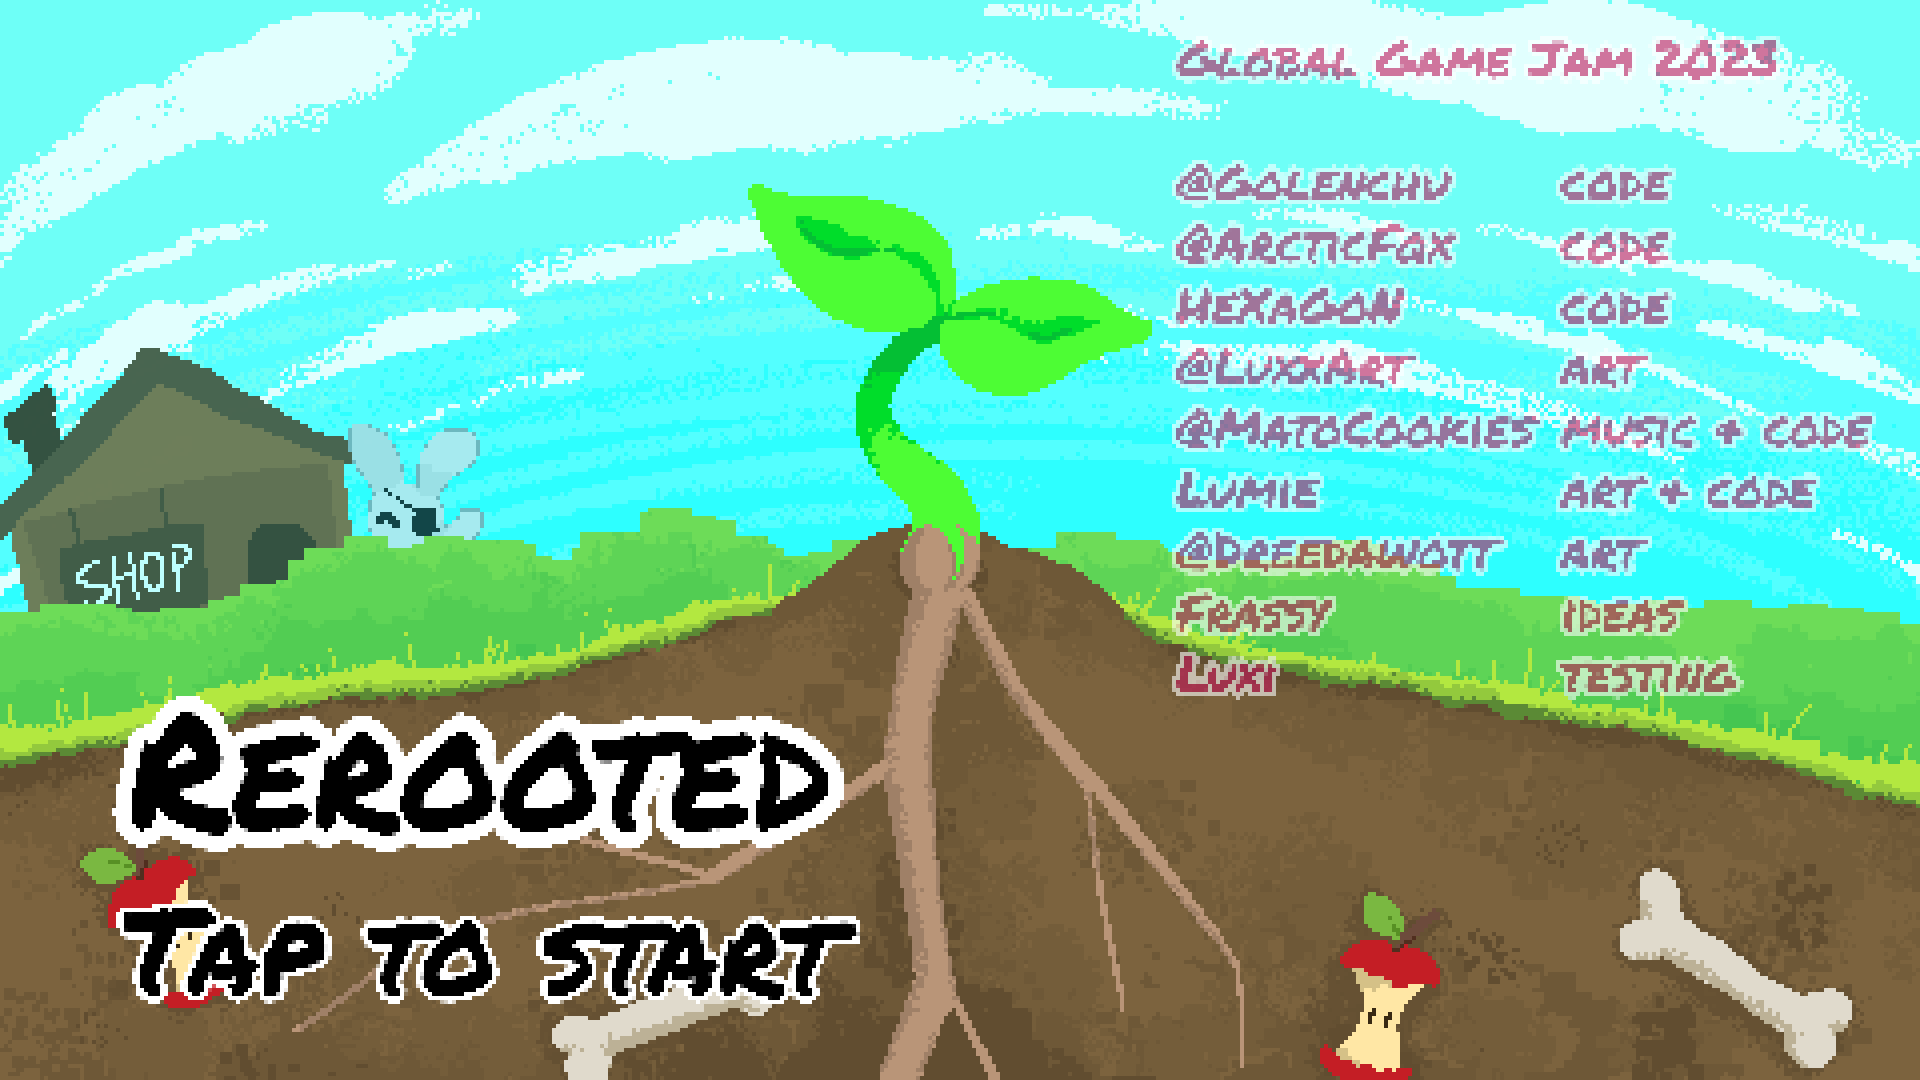 Global Game Jam 2023
@Golenchu code
@ArcticFqx code
HeXaGoN code
@LuxxArt art
@MatoCookies music & code
Lumie art & code
@Dreedawott art
Frassy ideas
Luxi testing
SHOP
Rerooted
Tap to start